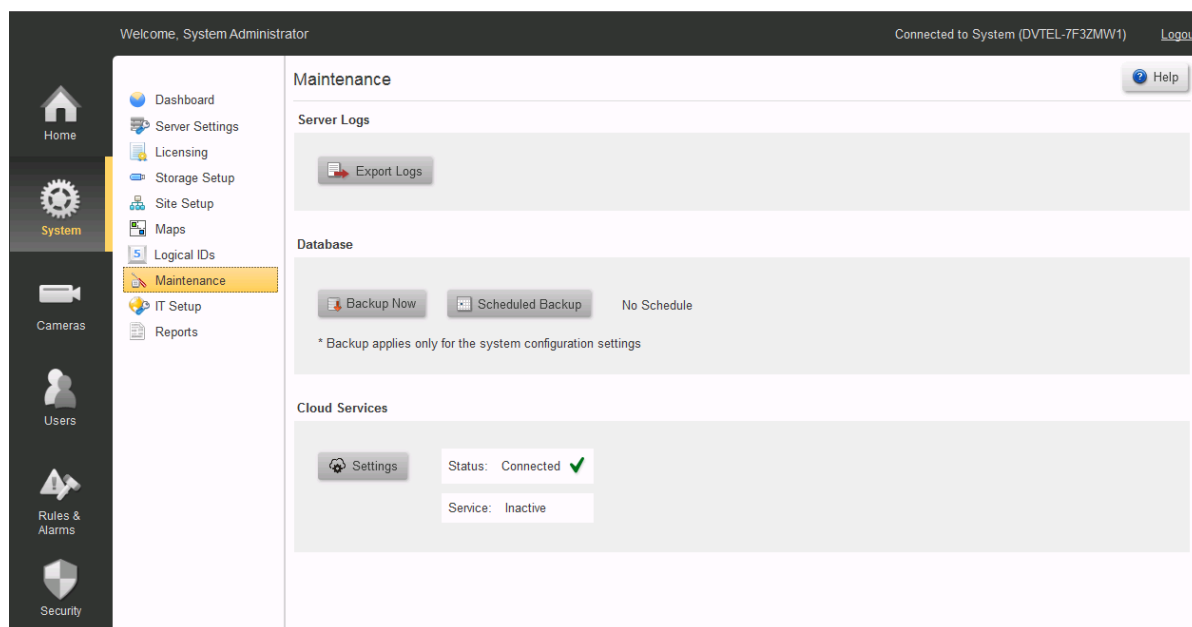 Welcome, System Administrator
Connected to System (DVTEL-7F3ZMW1)
Logou
Home
System
Cameras
Users
Rules &
Alarms
Security
Dashboard
Server Settings
Licensing
Storage Setup
Site Setup
Maps
Logical IDs
Maintenance
IT Setup
Reports
Maintenance
Help
Server Logs
Export Logs
Database
Backup Now
Scheduled Backup
No Schedule
* Backup applies only for the system configuration settings
Cloud Services
Settings
Status: Connected
Service: Inactive